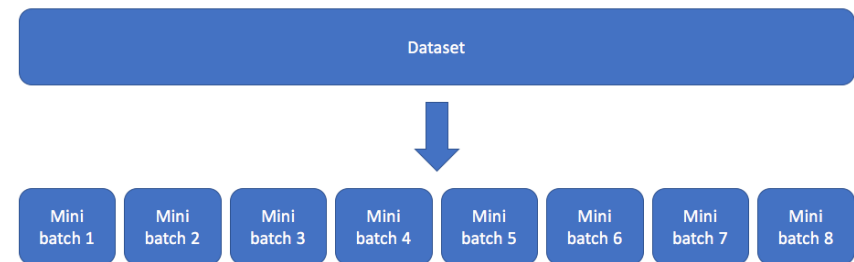 Dataset
Mini
batch 1
Mini
batch 2
Mini
batch 3
Mini
batch 4
Mini
batch 5
Mini
batch 6
Mini
batch 7
Mini
batch 8